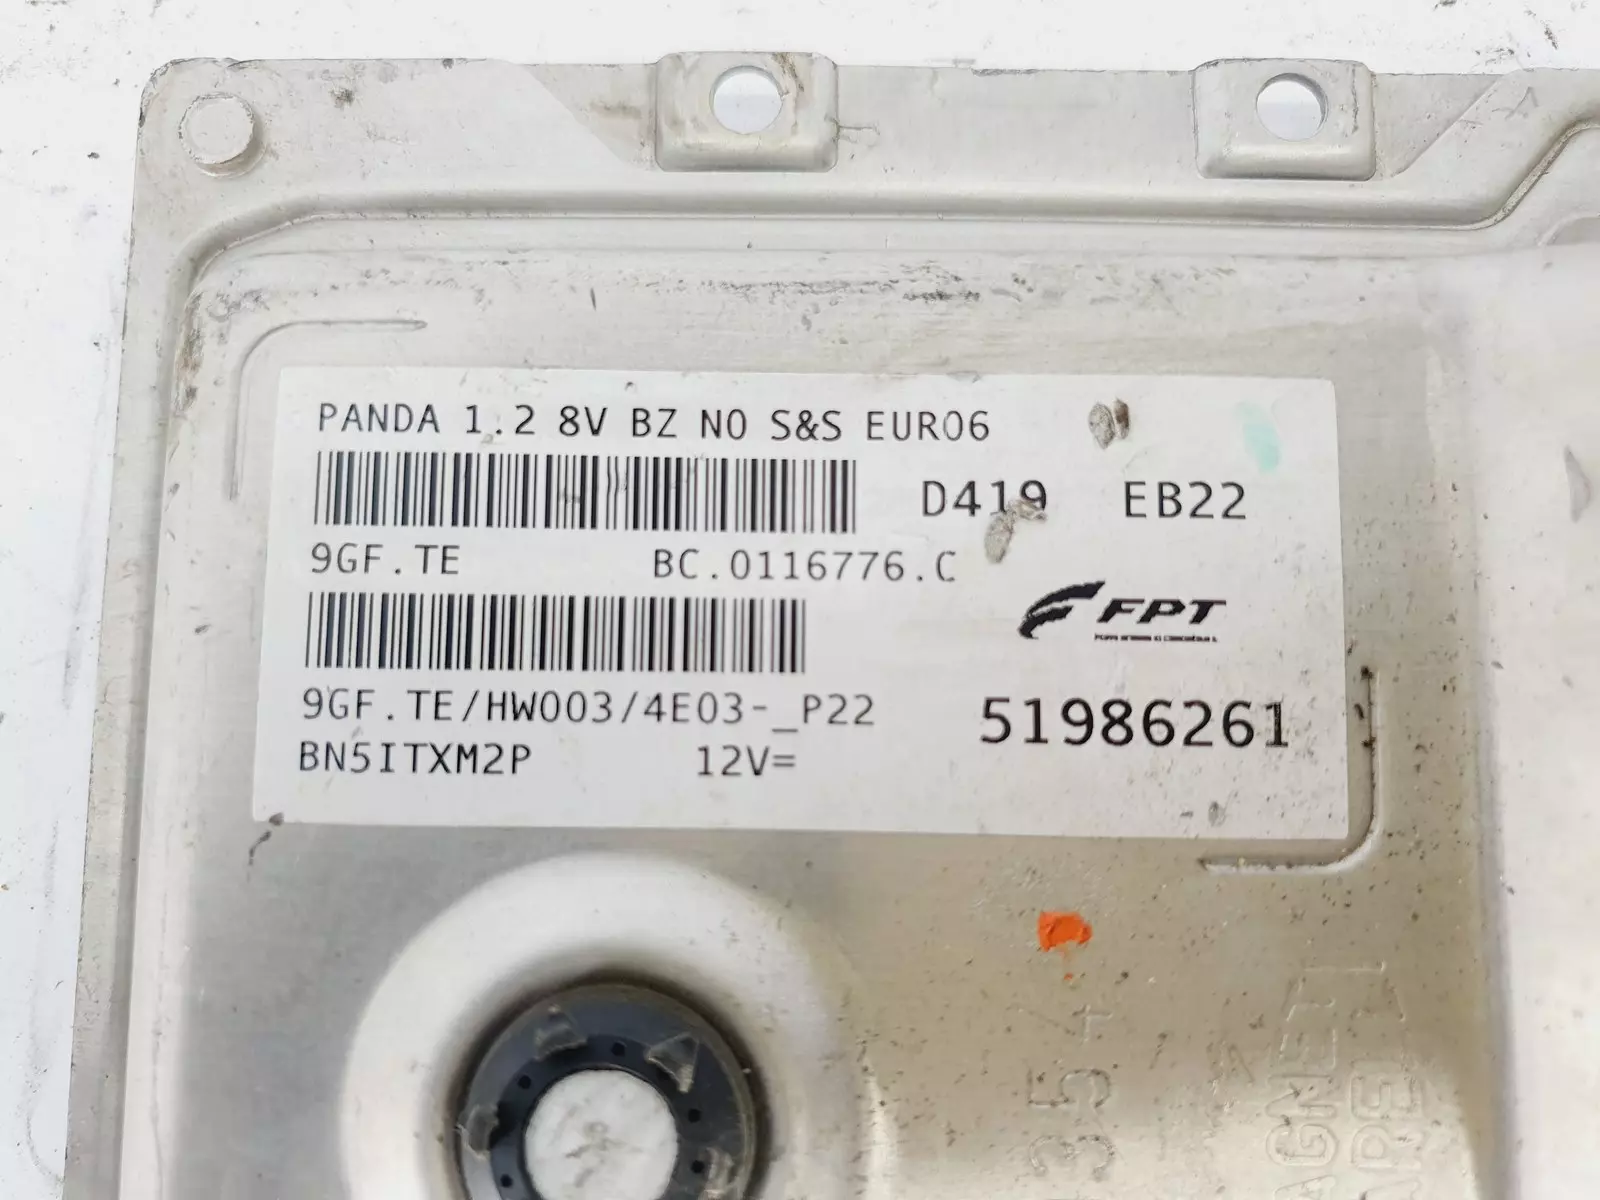 PANDA 1.2 8V BZ NO S&S EURO6
D419 EB22
9GF.TE BC.0116776.C
FPT
9GF.TE/HW003/4E03-_P22
51986261
BN5ITXM2P 12V=
354